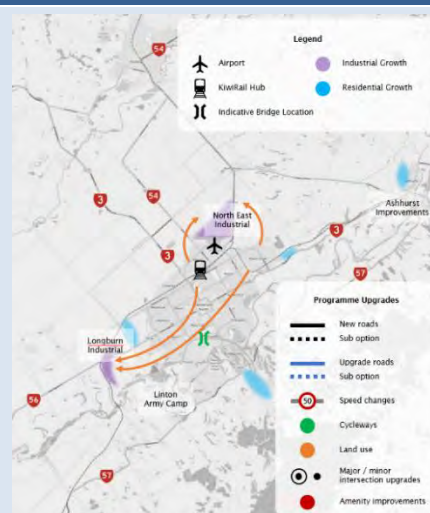 54
Legend
Airport
Industrial Growth
KiwiRail Hub
Residential Growth
Indicative Bridge Location
3
54
North East
Industrial
3
3
Ashhurst
Improvements
57
Programme Upgrades
New roads
Sub option
Upgrade roads
Sub option
50
Speed changes
Cycleways
Land use
Major / minor
intersection upgrades
Amenity improvements
Longburn
Industrial
Linton
Army Camp
56
57